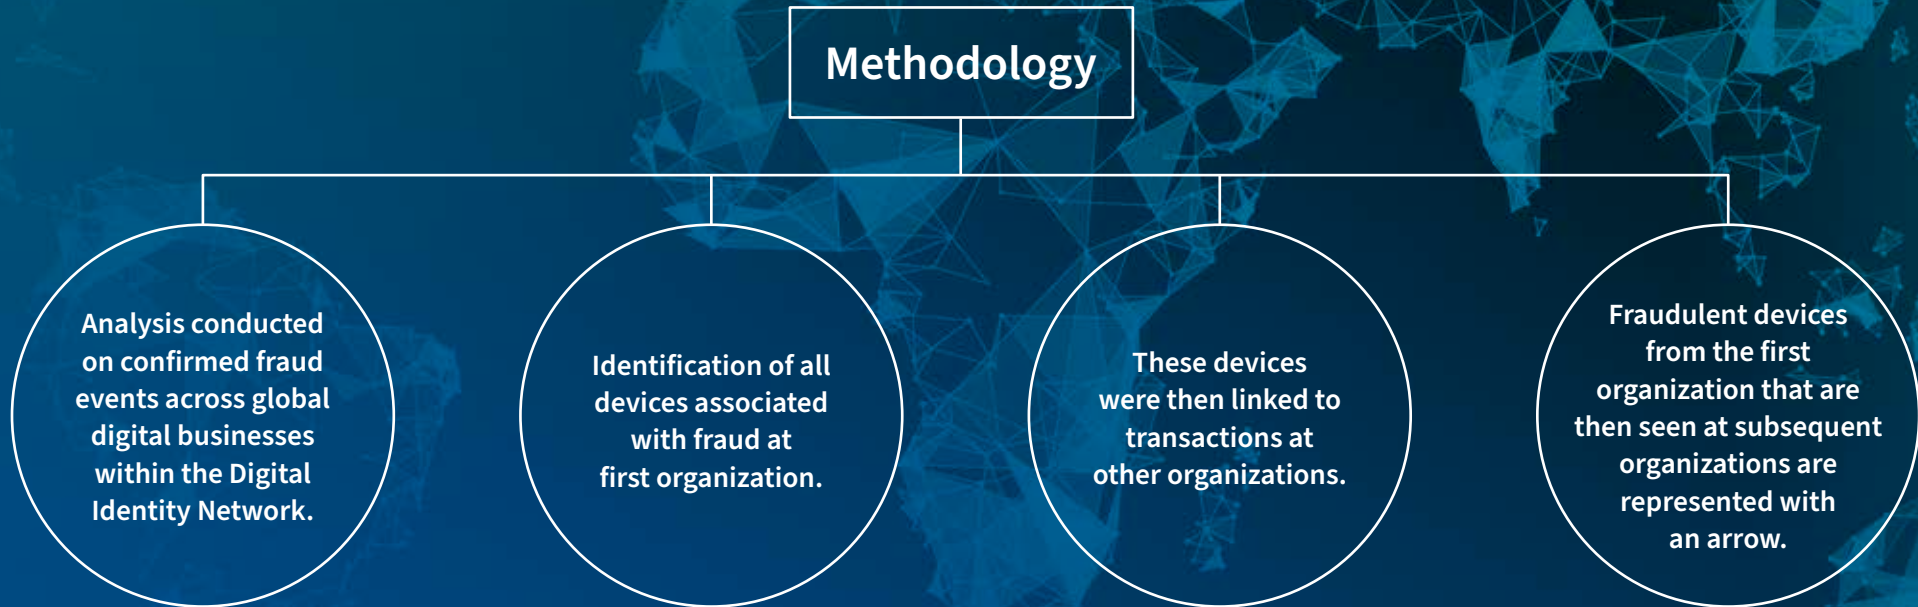 Methodology
Analysis conducted
on confirmed fraud
events across global
digital businesses
within the Digital
Identity Network.
Identification of all
devices associated
with fraud at
first organization.
These devices
were then linked to
transactions at
other organizations.
Fraudulent devices
from the first
organization that are
then seen at subsequent
organizations are
represented with
an arrow.